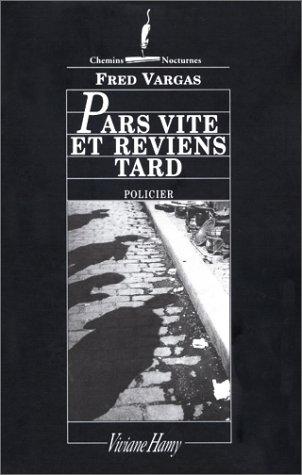 Chemins Nocturnes
FRED VARGAS
PARS VITE
ET REVIENS
TARD
POLICIER
Viviane Hamy